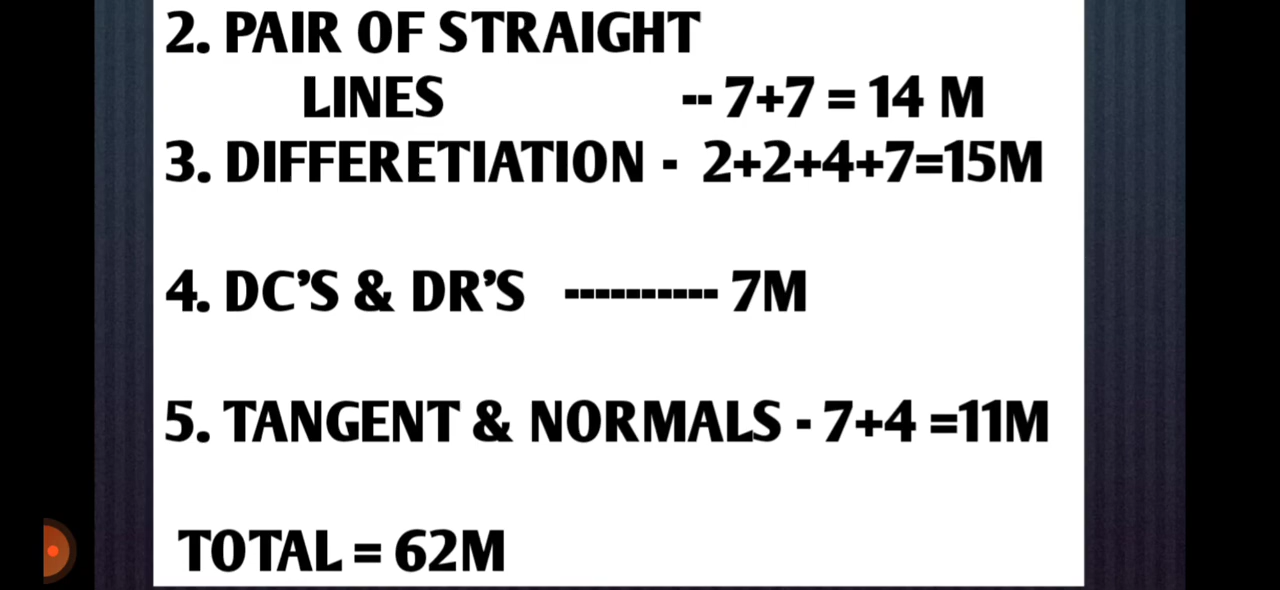 2. PAIR OF STRAIGHT
LINES -- 7+7 = 14 M
3. DIFFERETIATION - 2+2+4+7=15M
4. DC'S & DR'S ---------- 7M
5. TANGENT & NORMALS - 7+4 =11M
TOTAL = 62M